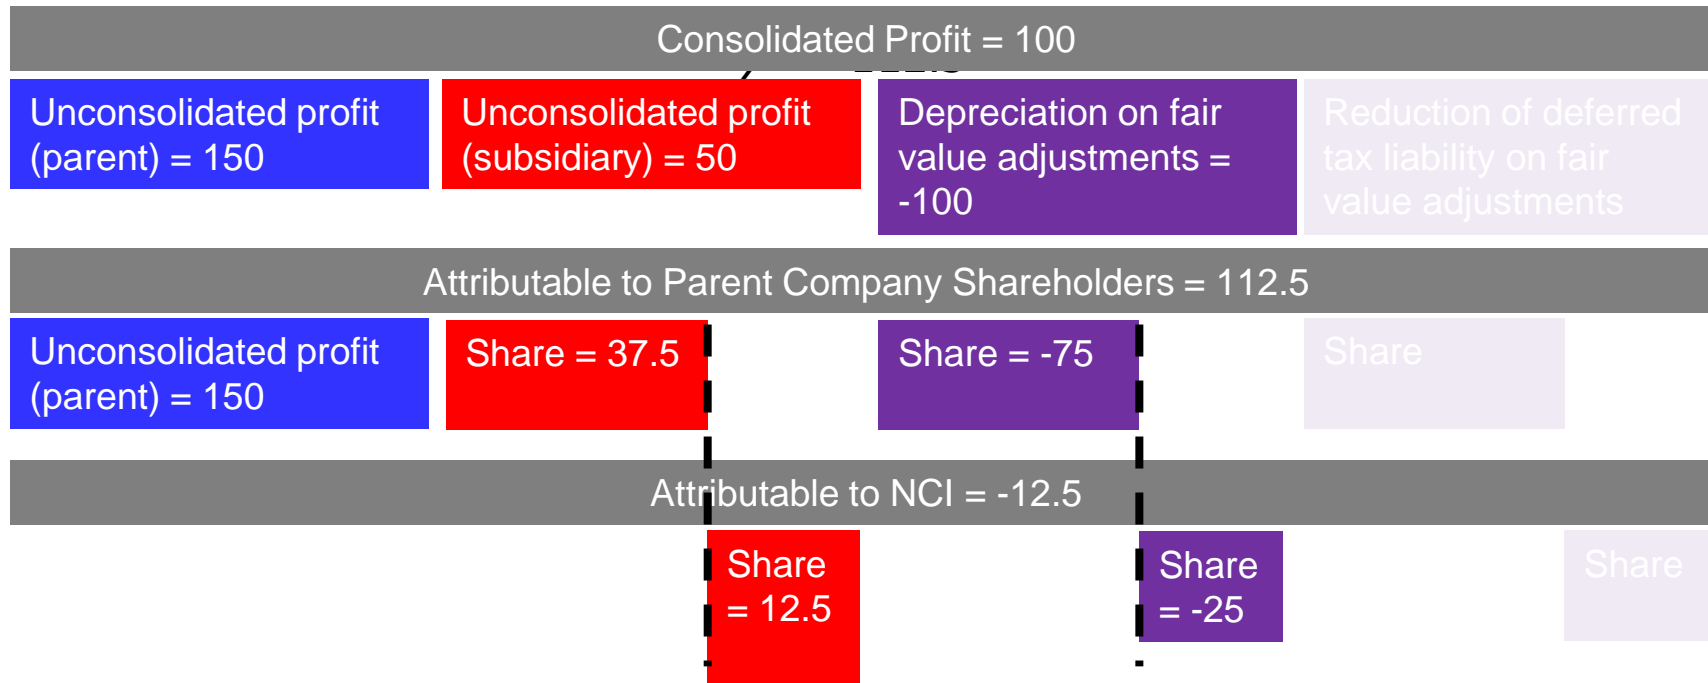 Consolidated Profit = 100
Unconsolidated profit
(parent) = 150
Unconsolidated profit
(subsidiary) = 50
Depreciation on fair
value adjustments =
-100
Reduction of deferred
tax liability on fair
value adjustments
Attributable to Parent Company Shareholders = 112.5
Unconsolidated profit
(parent) = 150
Share = 37.5
Share = -75
Share
Attributable to NCI = -12.5
Share
= 12.5
Share
= -25
Share